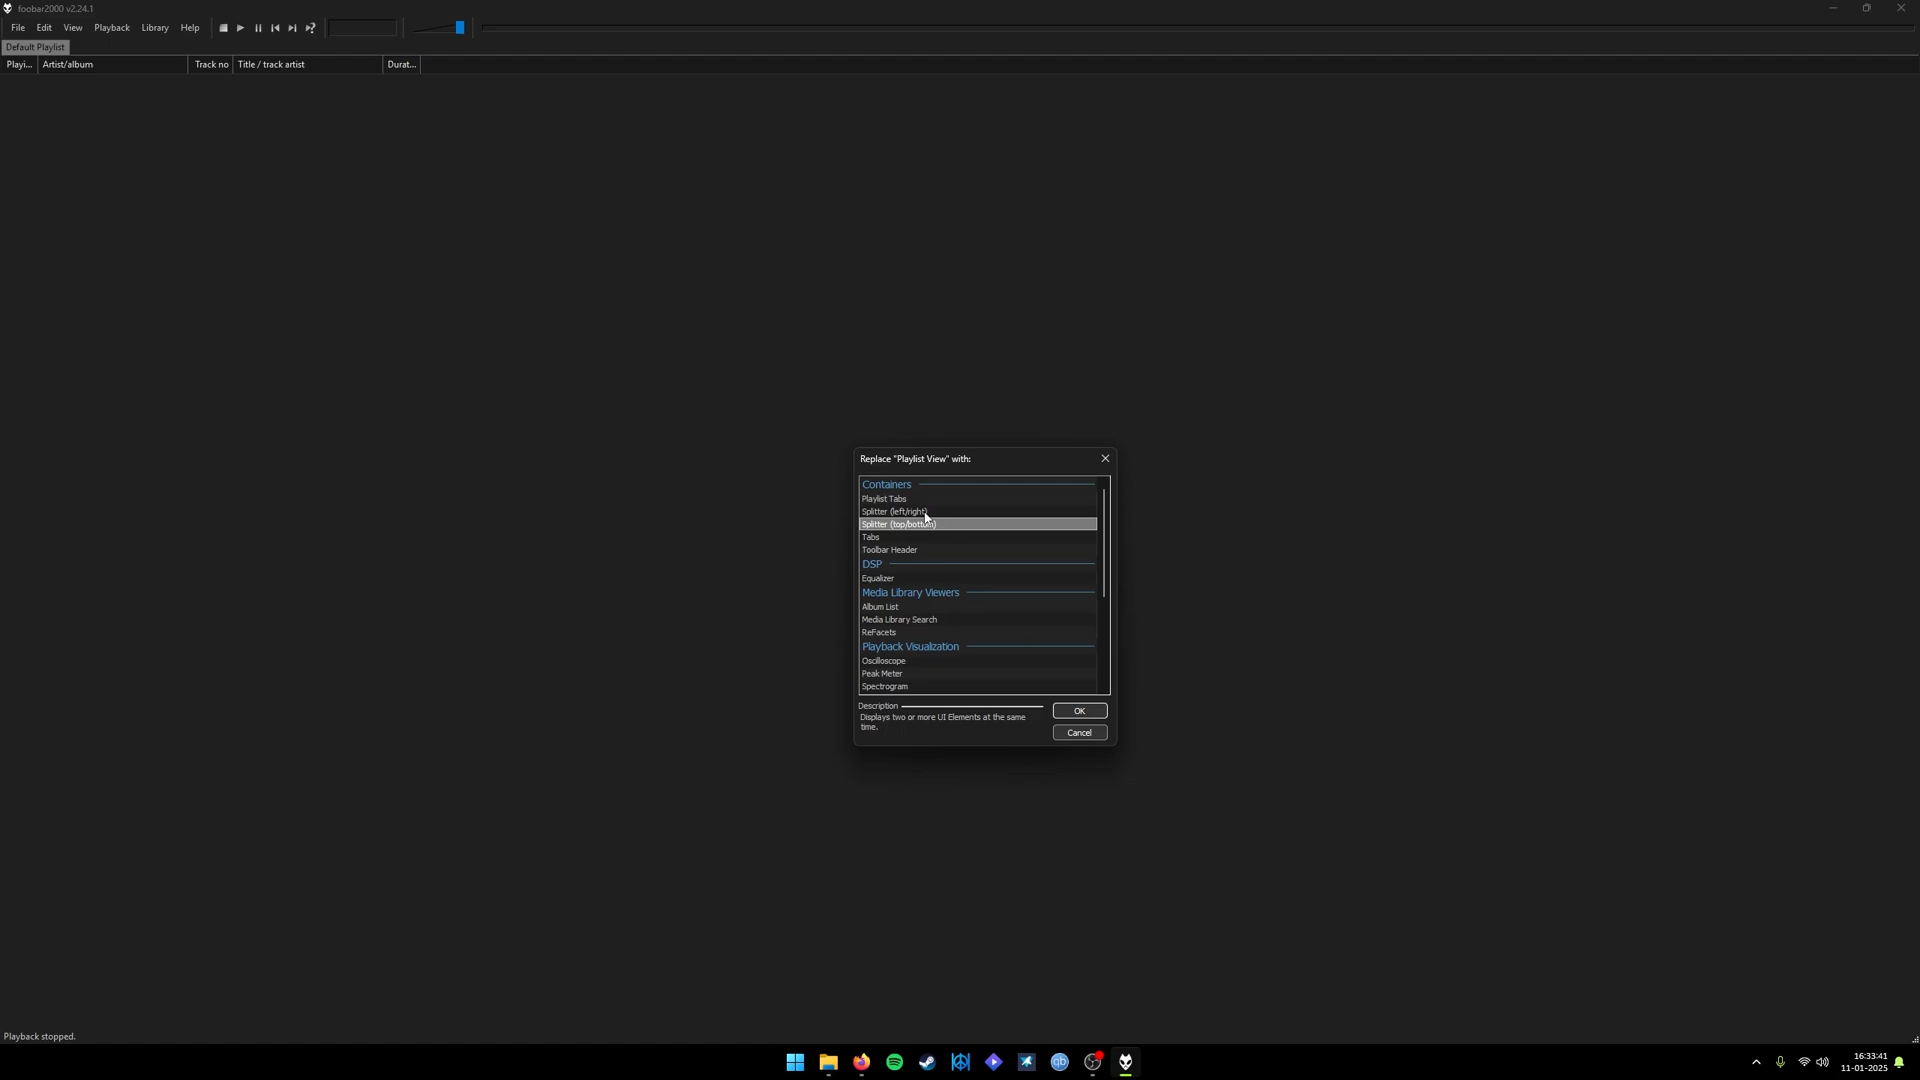 foobar2000 v2.24.1
File Edit View Playback Library Help
Default Playlist
Playi... Artist/album Track no Title / track artist Durat...
Replace "Playlist View" with:
Containers
Playlist Tabs
Splitter (left/right)
Splitter (top/bottom)
Tabs
Toolbar Header
DSP
Equalizer
Media Library Viewers
Album List
Media Library Search
ReFacets
Playback Visualization
Oscilloscope
Peak Meter
Spectrogram
Description
Displays two or more UI Elements at the same
time.
OK
Cancel
Playback stopped.
qb
16:33:41
11-01-2025